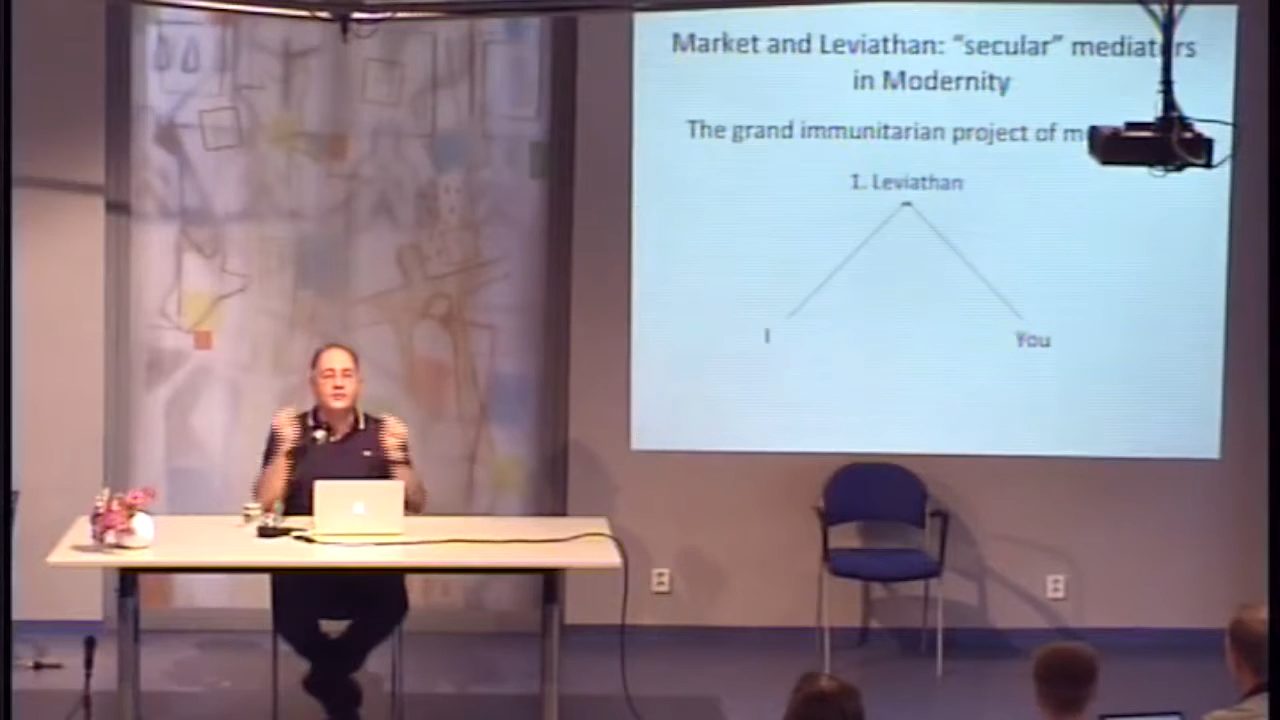 Market and Leviathan: “secular” mediators
in Modernity
The grand immunitarian project of
1. Leviathan
I
You